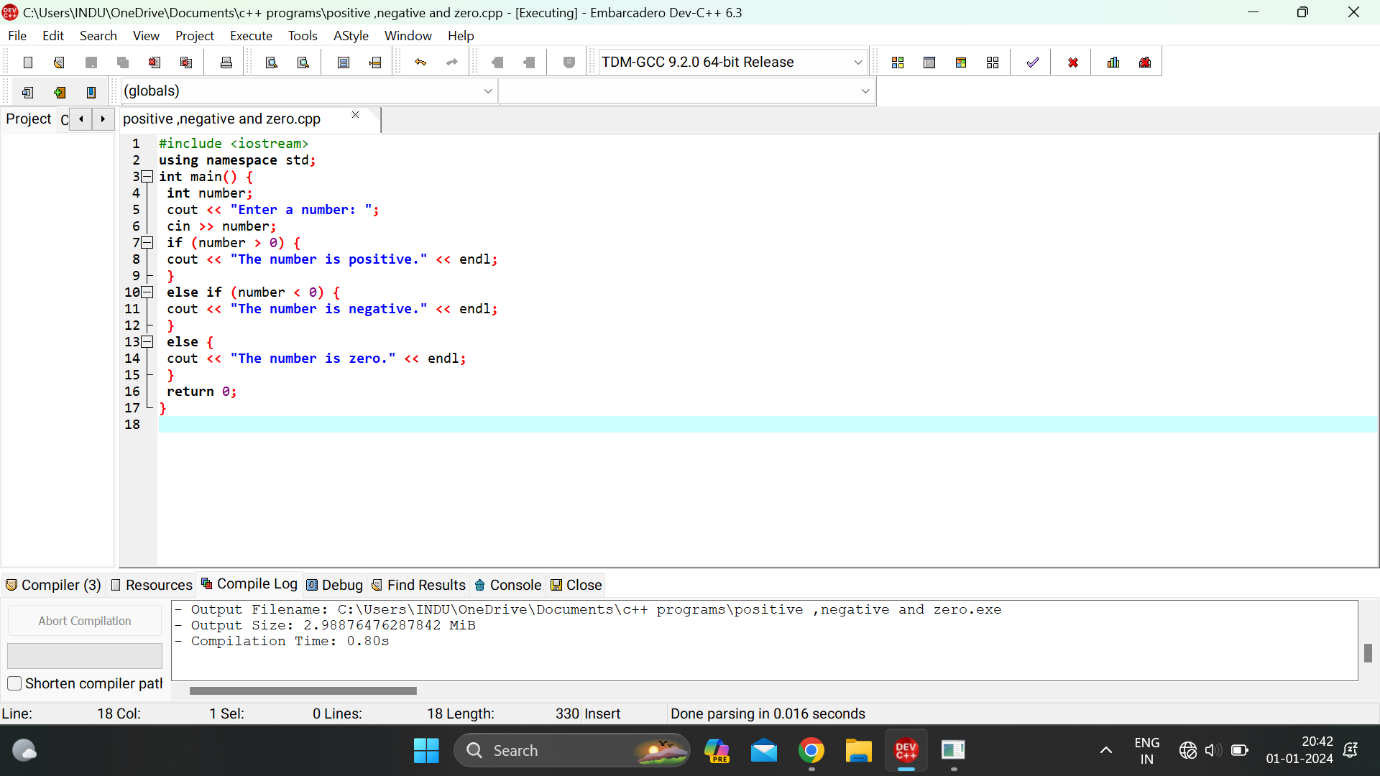 C:\Users\INDU\OneDrive\Documents\c++ programs\positive ,negative and zero.cpp - [Executing] - Embarcadero Dev-C++ 6.3
File Edit Search View Project Execute Tools AStyle Window Help
TDM-GCC 9.2.0 64-bit Release
(globals)
Project C positive ,negative and zero.cpp
1 #include <iostream>
2 using namespace std;
3 int main() {
4 int number;
5 cout << "Enter a number: ";
6 cin >> number;
7 if (number > 0) {
8 cout << "The number is positive." << endl;
9 }
10 else if (number < 0) {
11 cout << "The number is negative." << endl;
12 }
13 else {
14 cout << "The number is zero." << endl;
15 }
16 return 0;
17 }
18
Compiler (3) Resources Compile Log Debug Find Results Console Close
Abort Compilation
- Output Filename: C:\Users\INDU\OneDrive\Documents\c++ programs\positive ,negative and zero.exe
- Output Size: 2.98876476287842 MiB
- Compilation Time: 0.80s
Shorten compiler patl
Line: 18 Col: 1 Sel: 0 Lines: 18 Length: 330 Insert Done parsing in 0.016 seconds
Search PRE DEV C++ ENG 20:42
IN 01-01-2024